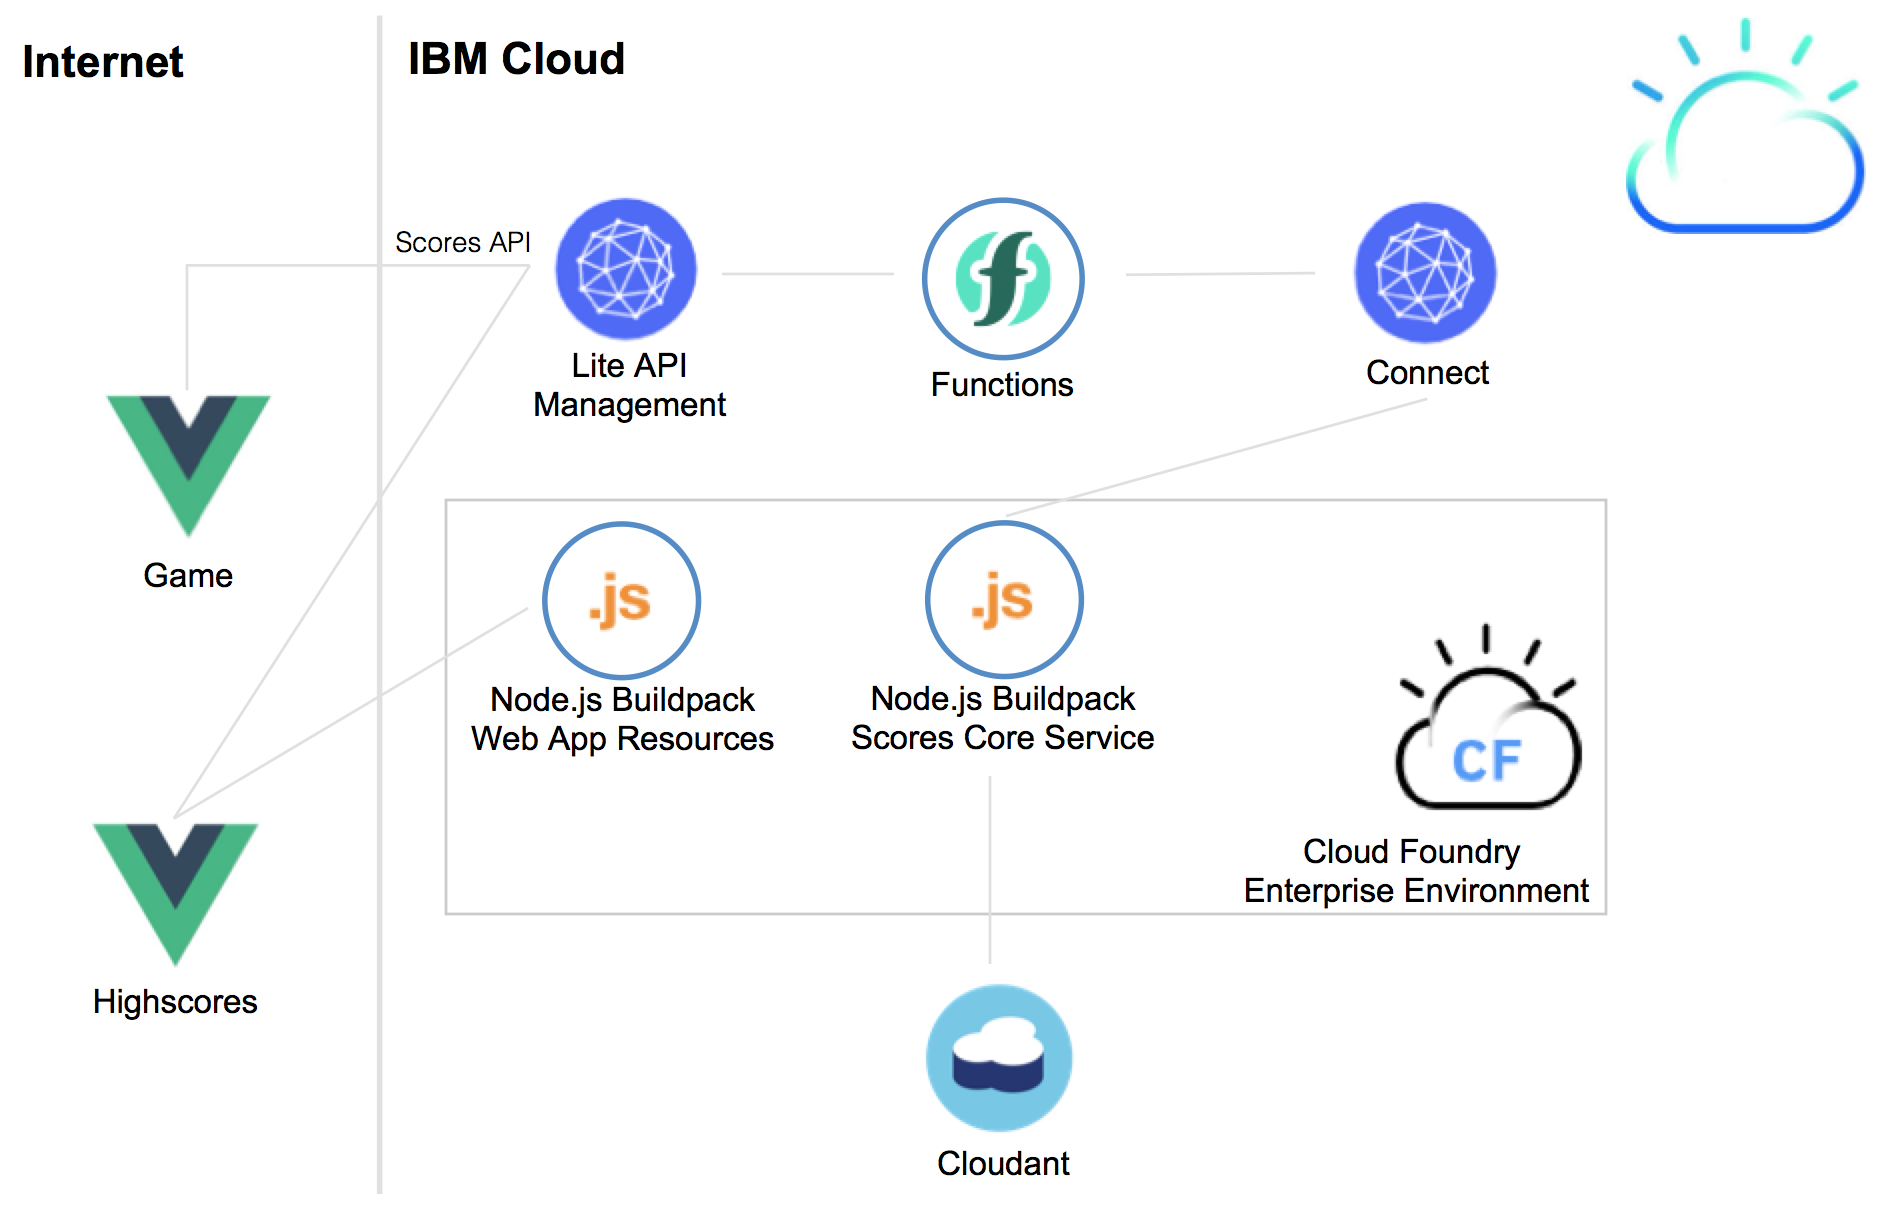 Internet
IBM Cloud
Scores API
Lite API
Management
Functions
Connect
Game
.js
Node.js Buildpack
Web App Resources
.js
Node.js Buildpack
Scores Core Service
CF
Cloud Foundry
Enterprise Environment
Highscores
Cloudant